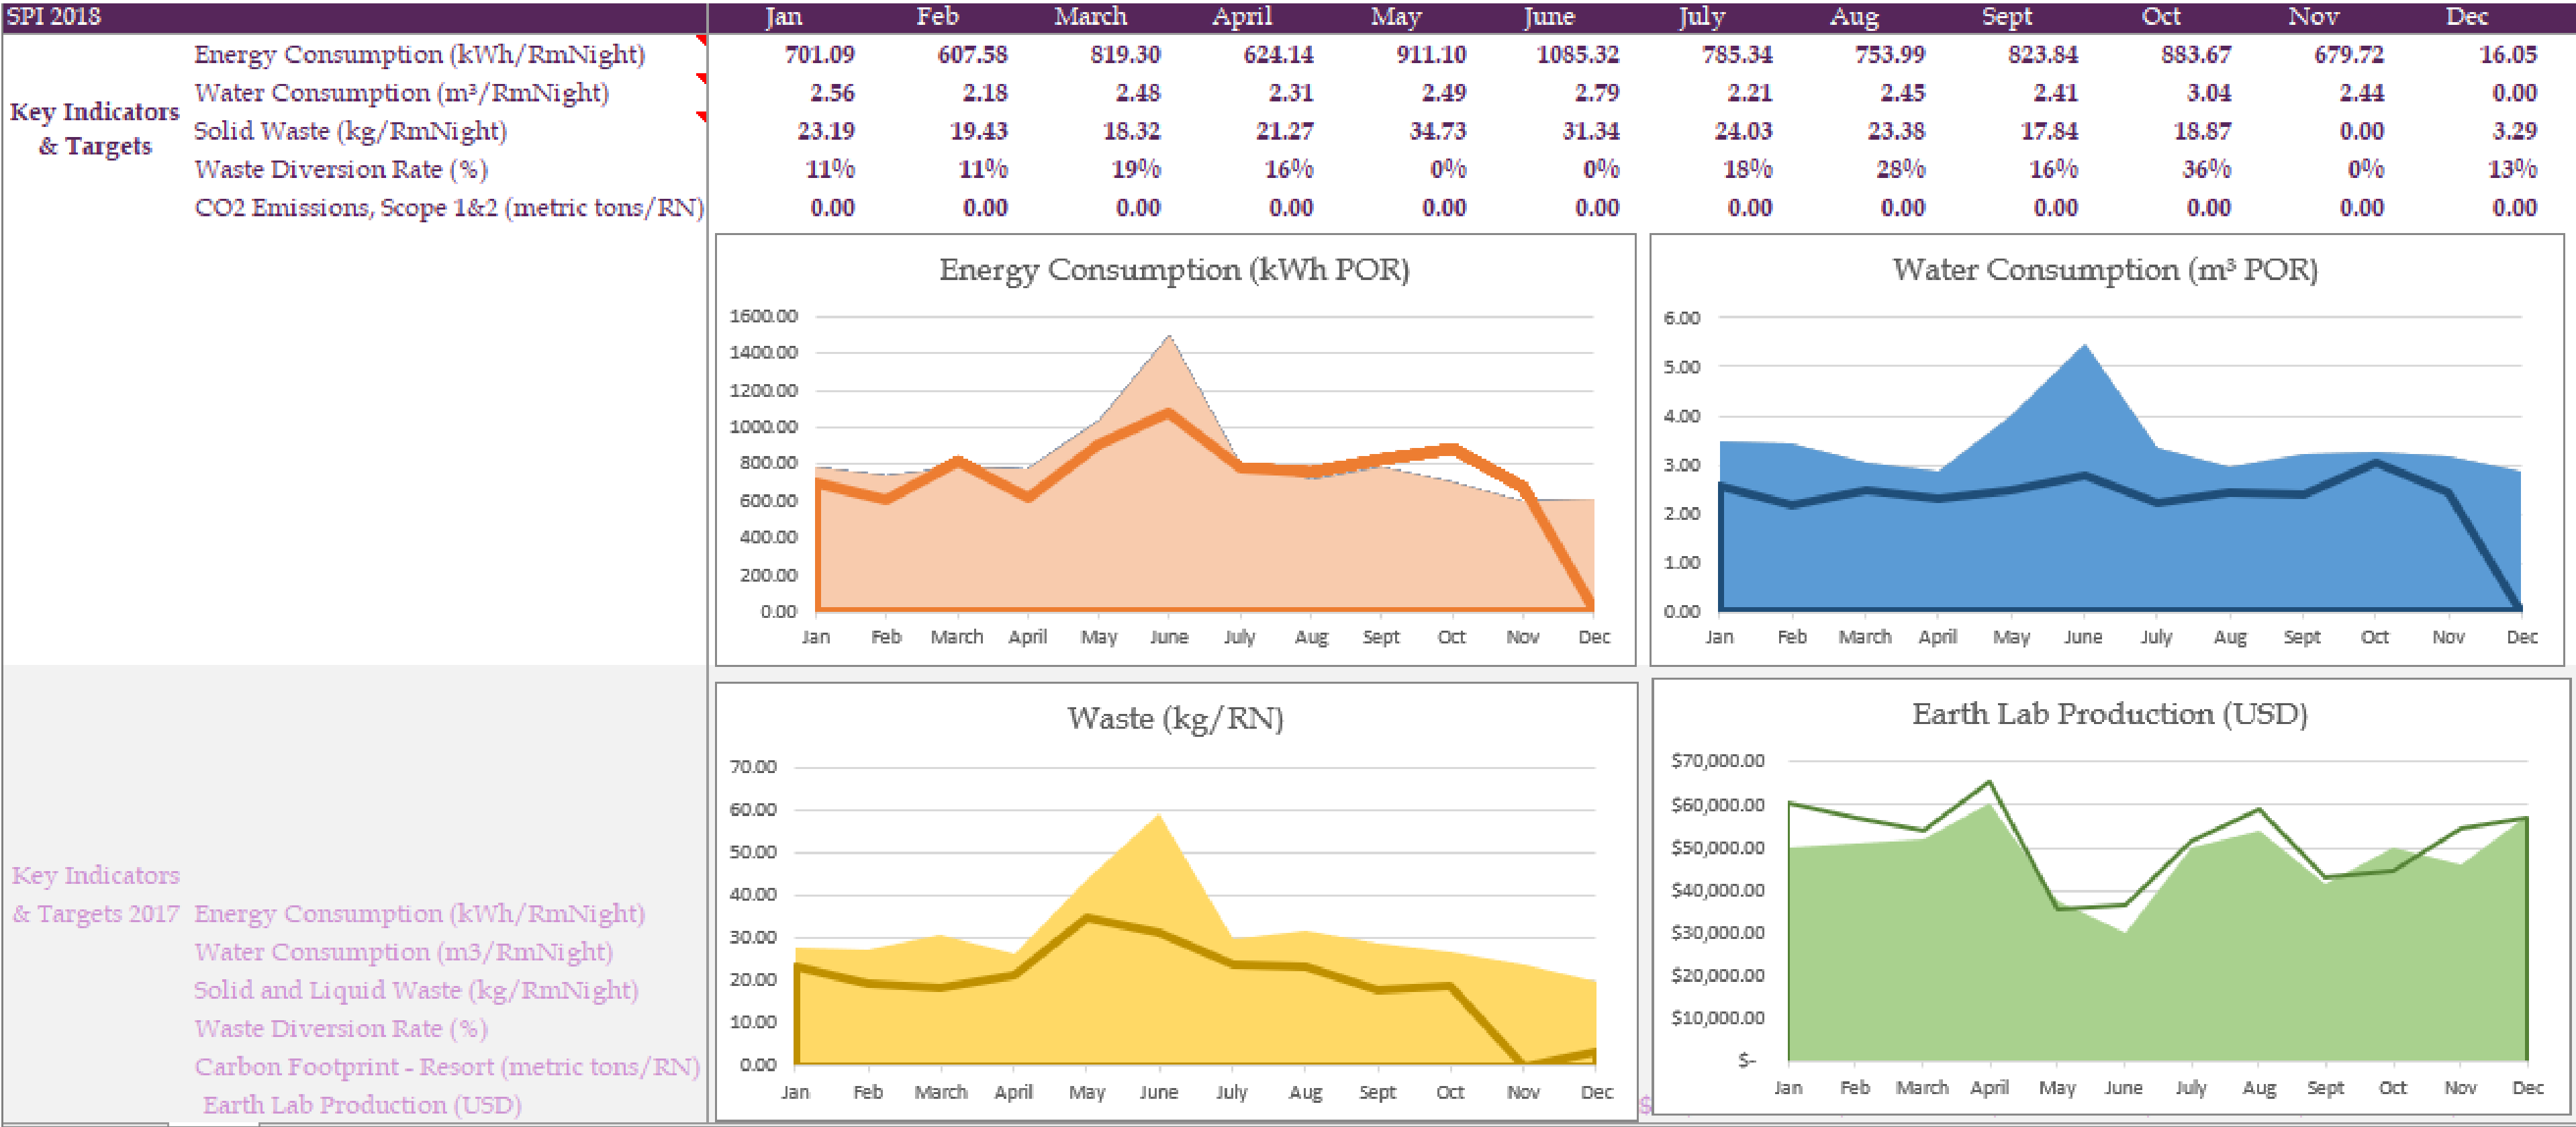 SPI 2018 Jan Feb March April May June July Aug Sept Oct Nov Dec
Energy Consumption (kWh/RmNight) 701.09 607.58 819.30 624.14 911.10 1085.32 785.34 753.99 823.84 883.67 679.72 16.05
Water Consumption (m³/RmNight) 2.56 2.18 2.48 2.31 2.49 2.79 2.21 2.45 2.41 3.04 2.44 0.00
Key Indicators
& Targets
Solid Waste (kg/RmNight) 23.19 19.43 18.32 21.27 34.73 31.34 24.03 23.38 17.84 18.87 0.00 3.29
Waste Diversion Rate (%) 11% 11% 19% 16% 0% 0% 18% 28% 16% 36% 0% 13%
CO2 Emissions, Scope 1&2 (metric tons/RN) 0.00 0.00 0.00 0.00 0.00 0.00 0.00 0.00 0.00 0.00 0.00 0.00
Energy Consumption (kWh POR)
1600.00
1400.00
1200.00
1000.00
800.00
600.00
400.00
200.00
0.00
Jan Feb March April May June July Aug Sept Oct Nov Dec
Water Consumption (m³ POR)
6.00
5.00
4.00
3.00
2.00
1.00
0.00
Jan Feb March April May June July Aug Sept Oct Nov Dec
Waste (kg/RN)
70.00
60.00
50.00
40.00
30.00
20.00
10.00
0.00
Jan Feb March April May June July Aug Sept Oct Nov Dec
Earth Lab Production (USD)
$70,000.00
$60,000.00
$50,000.00
$40,000.00
$30,000.00
$20,000.00
$10,000.00
$-
Jan Feb March April May June July Aug Sept Oct Nov Dec
Key Indicators
& Targets 2017 Energy Consumption (kWh/RmNight)
Water Consumption (m3/RmNight)
Solid and Liquid Waste (kg/RmNight)
Waste Diversion Rate (%)
Carbon Footprint - Resort (metric tons/RN)
Earth Lab Production (USD) $